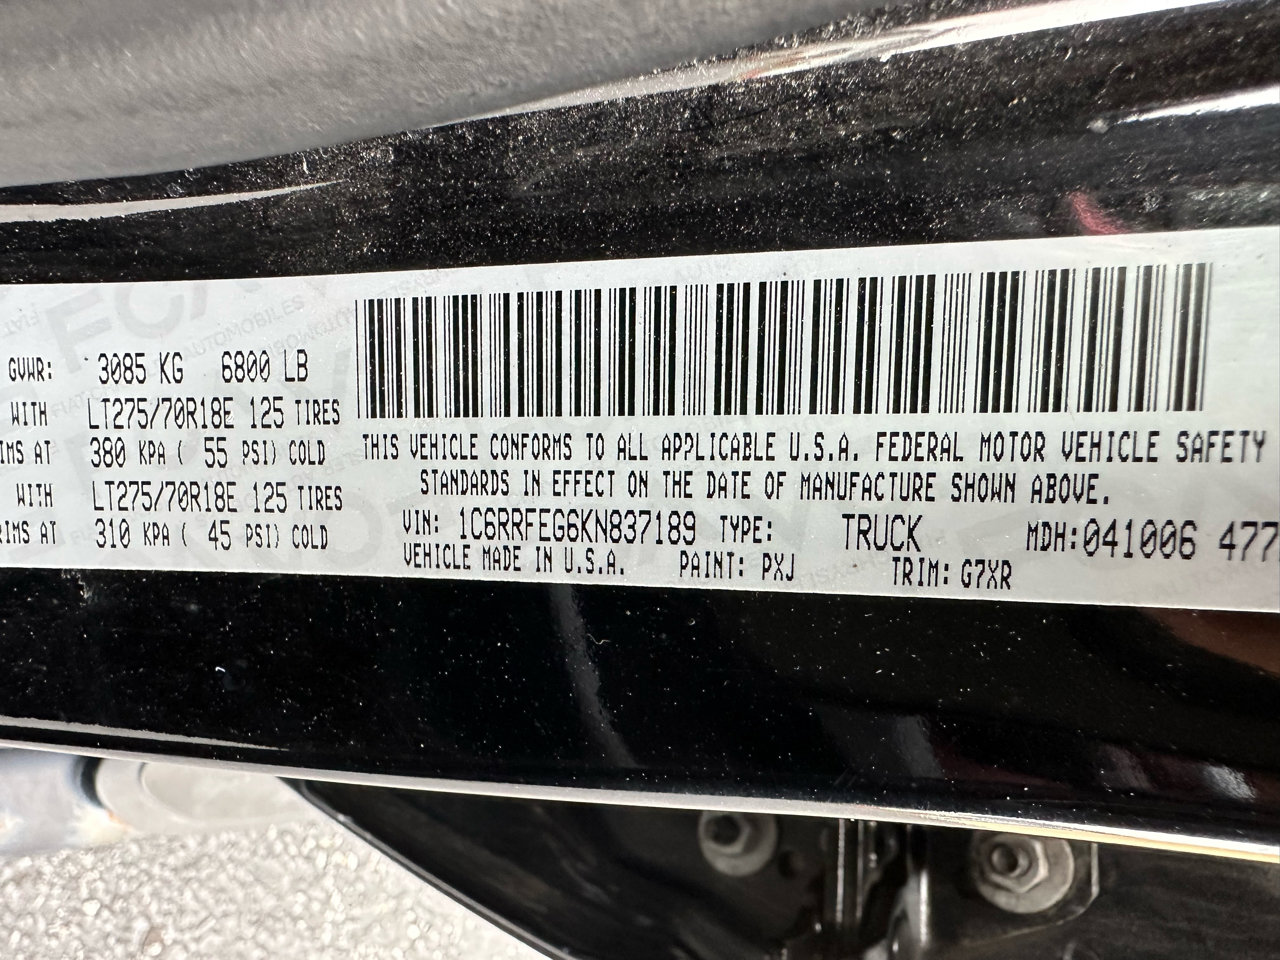 GVWR: 3085 KG 6800 LB
WITH LT275/70R18E 125 TIRES
IMS AT 380 KPA ( 55 PSI) COLD
WITH LT275/70R18E 125 TIRES
RIMS AT 310 KPA ( 45 PSI) COLD
THIS VEHICLE CONFORMS TO ALL APPLICABLE U.S.A. FEDERAL MOTOR VEHICLE SAFETY
STANDARDS IN EFFECT ON THE DATE OF MANUFACTURE SHOWN ABOVE.
VIN: 1C6RRFEG6KN837189 TYPE: TRUCK MDH:041006 477
VEHICLE MADE IN U.S.A. PAINT: PXJ TRIM: G7XR